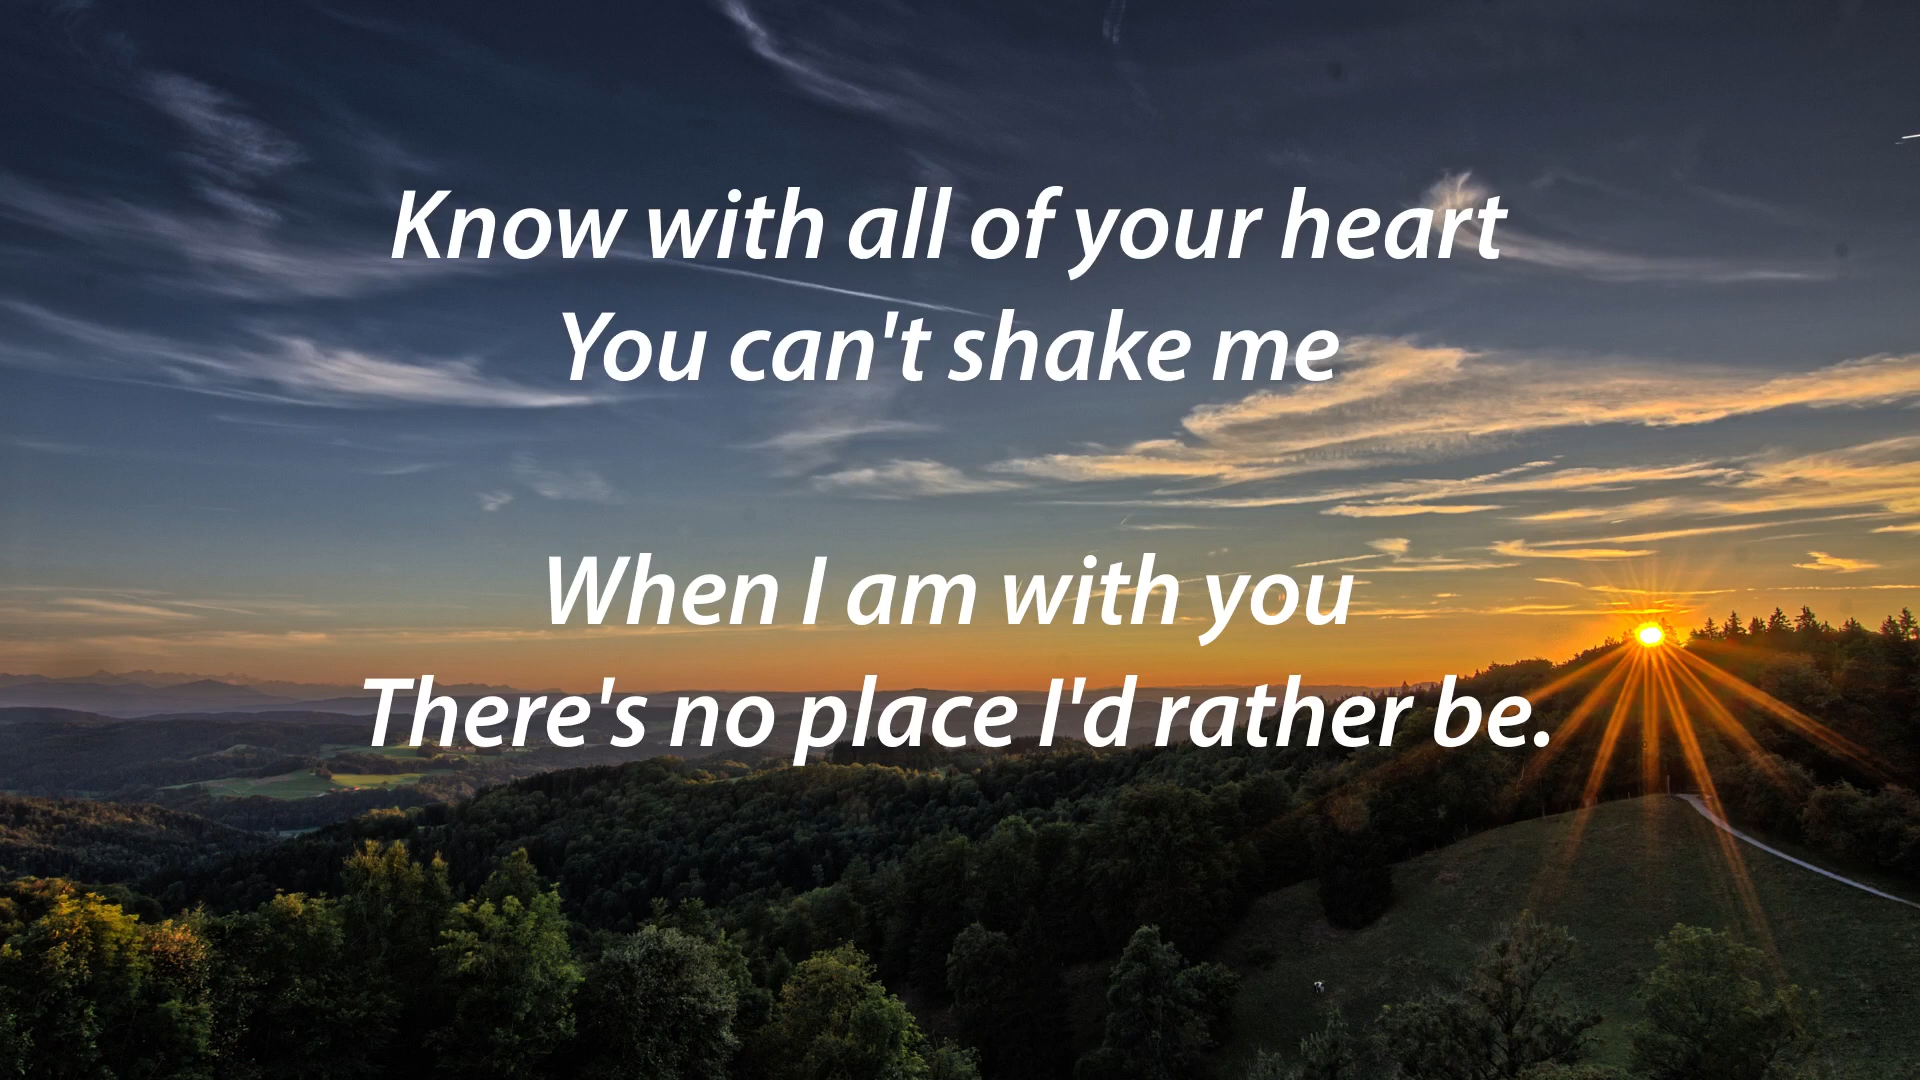 Know with all of your heart
You can't shake me
When I am with you
There's no place I'd rather be.